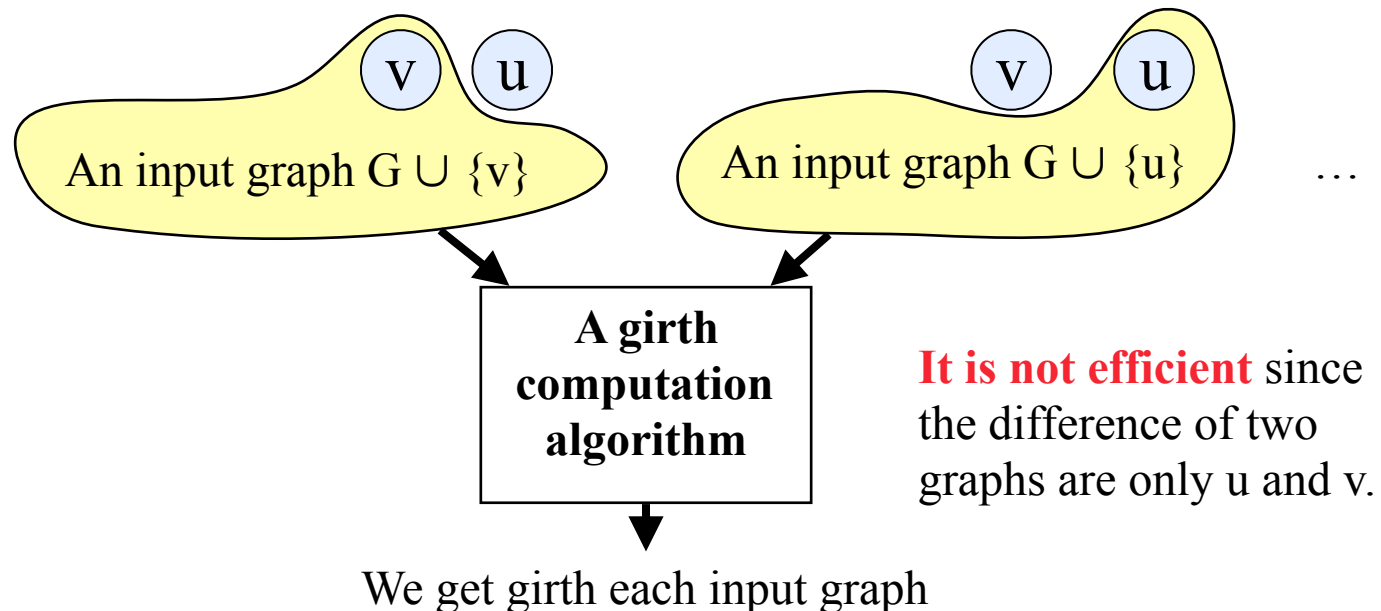 v u
An input graph G ∪ {v}
v u
An input graph G ∪ {u}
…
A girth
computation
algorithm
It is not efficient since
the difference of two
graphs are only u and v.
We get girth each input graph